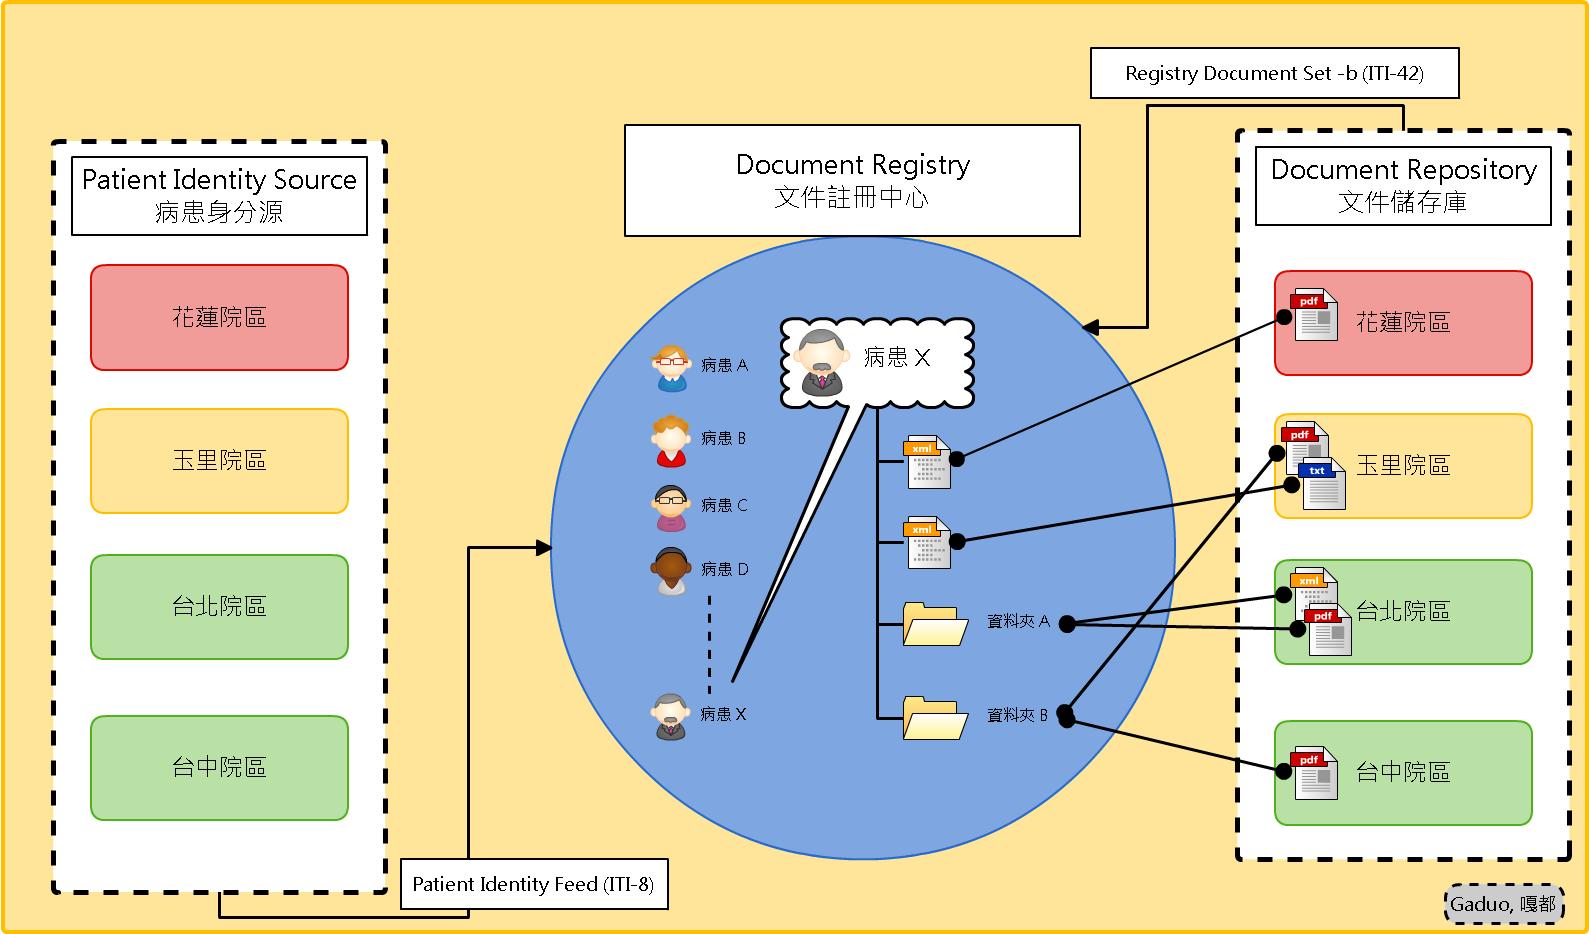 Registry Document Set -b (ITI-42)
Patient Identity Source
病患身分源
花蓮院區
玉里院區
台北院區
台中院區
Patient Identity Feed (ITI-8)
Document Registry
文件註冊中心
病患 A
病患 B
病患 C
病患 D
病患 X
病患 X
xml
xml
資料夾 A
資料夾 B
Document Repository
文件儲存庫
pdf
花蓮院區
pdf
txt
玉里院區
xml
pdf
台北院區
pdf
台中院區
Gaduo, 嘎都